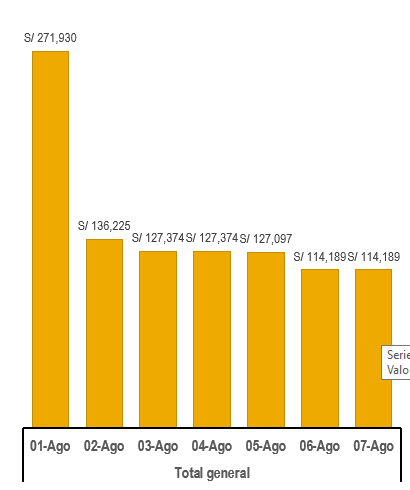 S/ 271,930
S/ 136,225
S/ 127,374
S/ 127,374
S/ 127,097
S/ 114,189
S/ 114,189
Serie
Valo
01-Ago 02-Ago 03-Ago 04-Ago 05-Ago 06-Ago 07-Ago
Total general